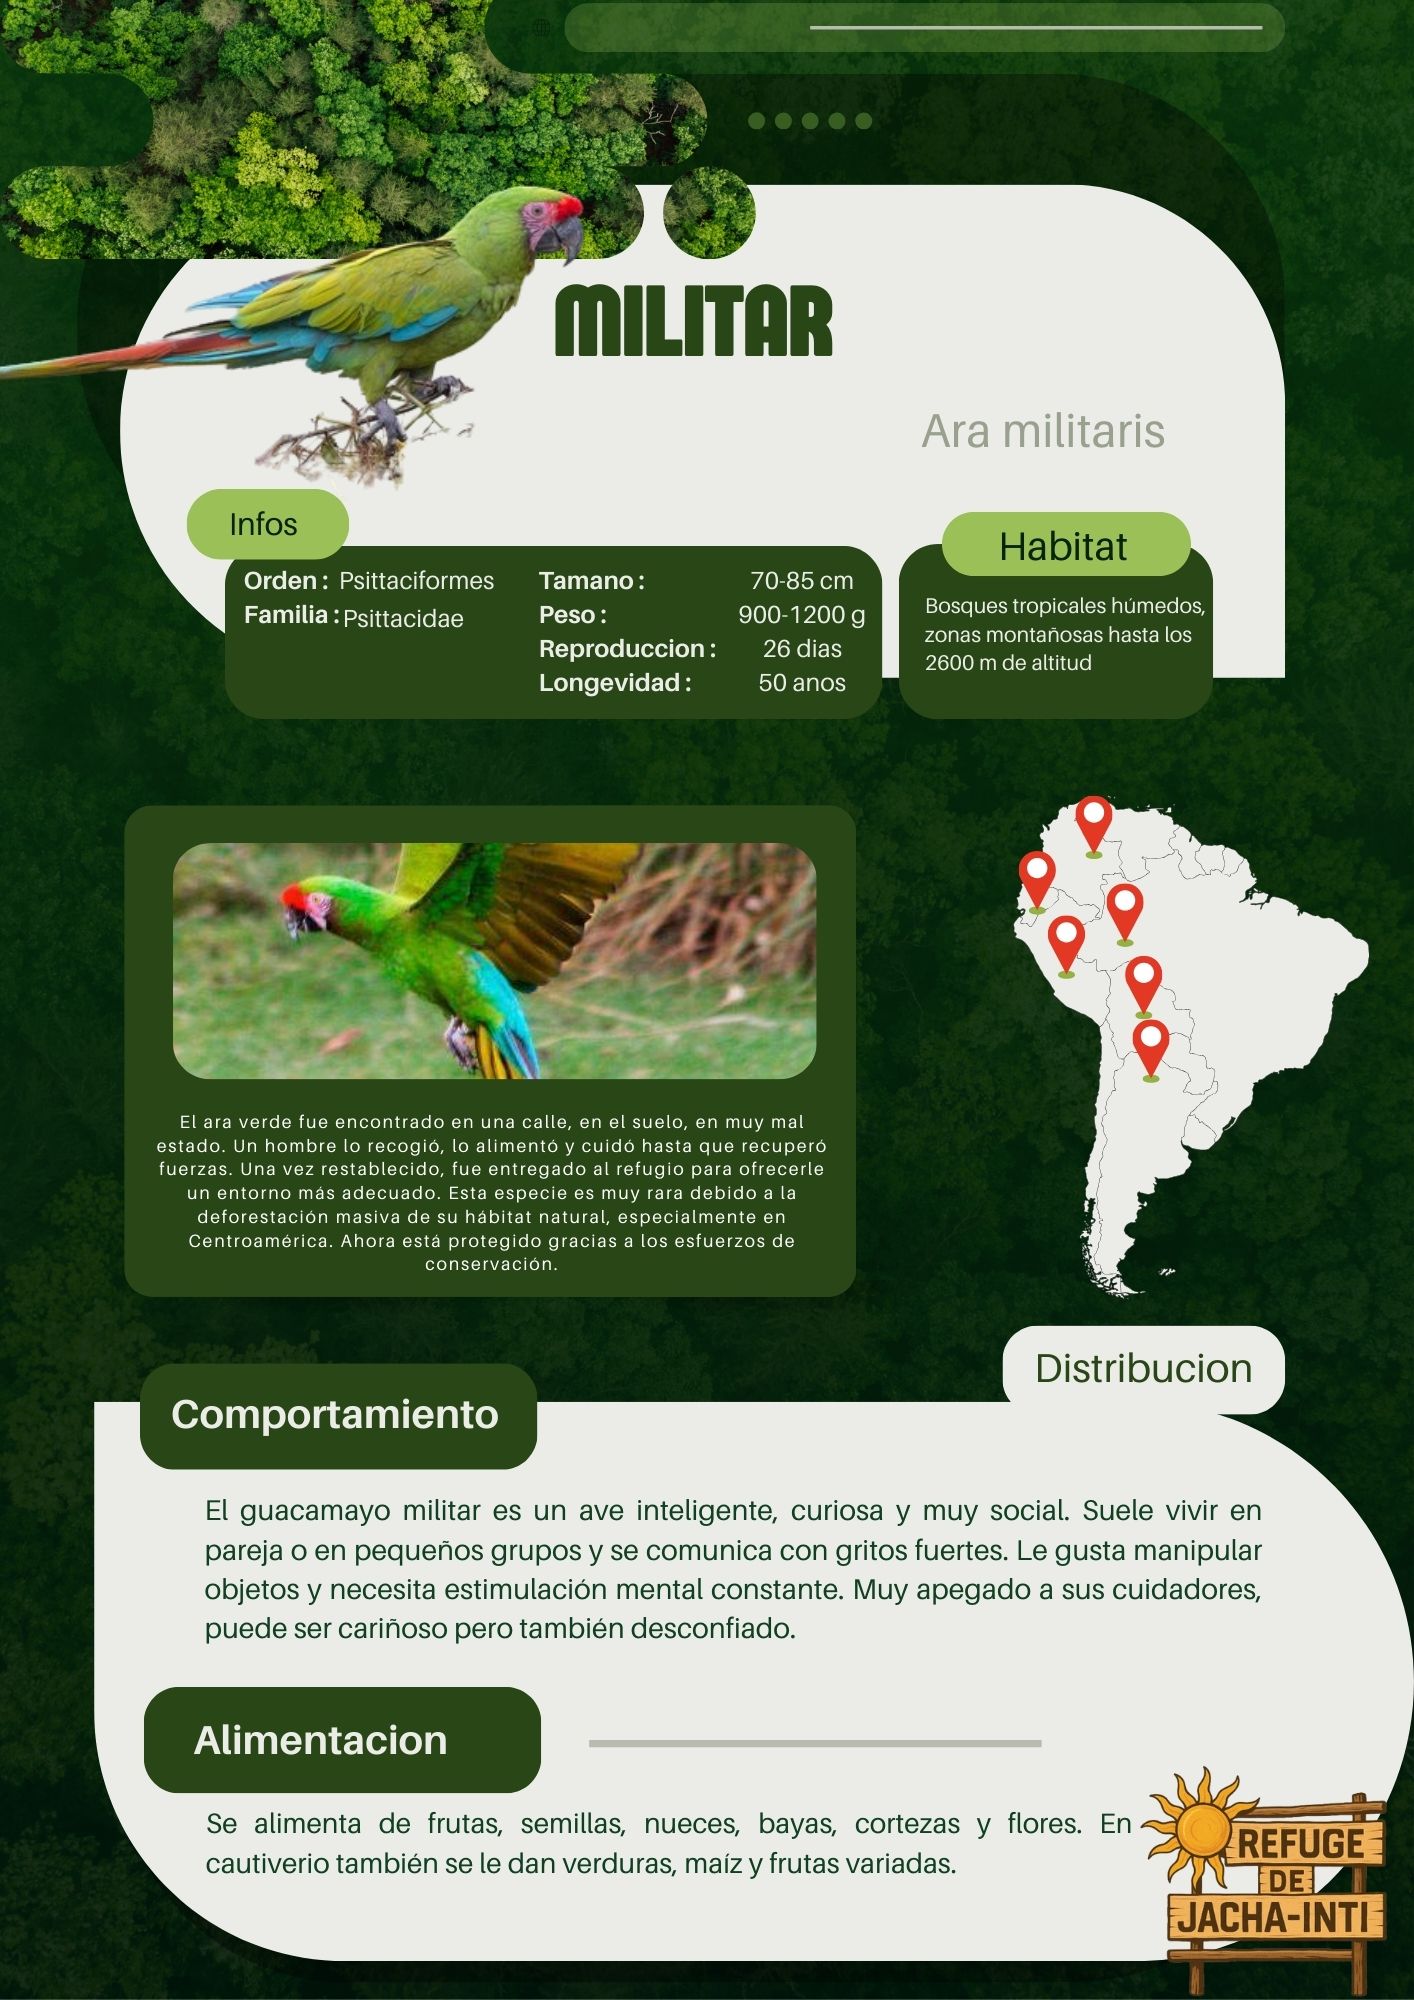 MILITAR
Ara militaris
Infos
Orden : Psittaciformes
Familia : Psittacidae
Tamano : 70-85 cm
Peso : 900-1200 g
Reproduccion : 26 dias
Longevidad : 50 anos
Habitat
Bosques tropicales húmedos,
zonas montañosas hasta los
2600 m de altitud
El ara verde fue encontrado en una calle, en el suelo, en muy mal
estado. Un hombre lo recogió, lo alimentó y cuidó hasta que recuperó
fuerzas. Una vez restablecido, fue entregado al refugio para ofrecerle
un entorno más adecuado. Esta especie es muy rara debido a la
deforestación masiva de su hábitat natural, especialmente en
Centroamérica. Ahora está protegido gracias a los esfuerzos de
conservación.
Distribucion
Comportamiento
El guacamayo militar es un ave inteligente, curiosa y muy social. Suele vivir en
pareja o en pequeños grupos y se comunica con gritos fuertes. Le gusta manipular
objetos y necesita estimulación mental constante. Muy apegado a sus cuidadores,
puede ser cariñoso pero también desconfiado.
Alimentacion
Se alimenta de frutas, semillas, nueces, bayas, cortezas y flores. En
cautiverio también se le dan verduras, maíz y frutas variadas.
REFUGE
DE
JACHA-INTI